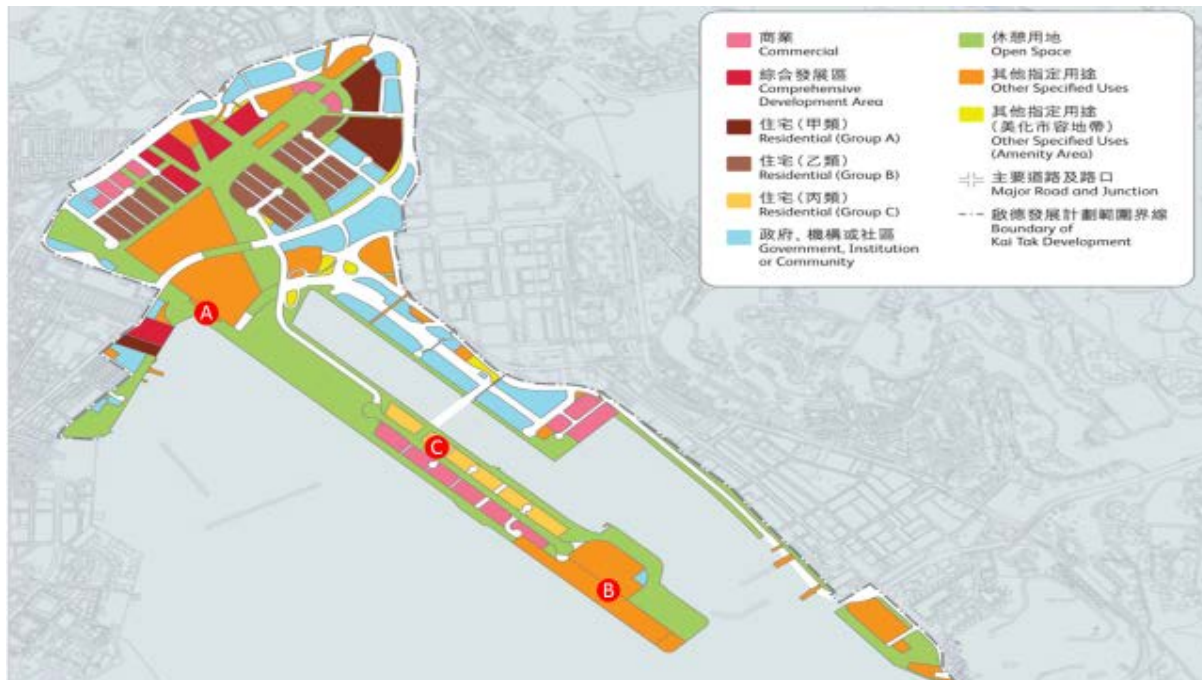 商業
Commercial
綜合發展區
Comprehensive
Development Area
住宅(甲類)
Residential (Group A)
住宅(乙類)
Residential (Group B)
住宅(丙類)
Residential (Group C)
政府、機構或社區
Government, Institution
or Community
休憩用地
Open Space
其他指定用途
Other Specified Uses
其他指定用途
(美化市容地帶)
Other Specified Uses
(Amenity Area)
主要道路及路口
Major Road and Junction
啟德發展計劃範圍界線
Boundary of
Kai Tak Development
A
C
B